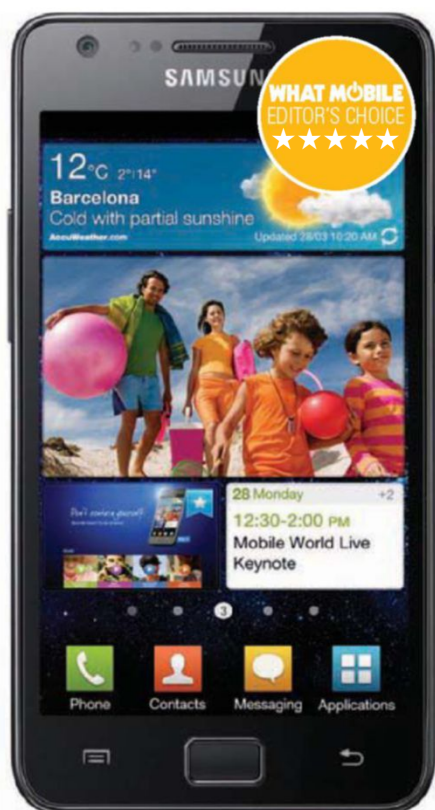 SAMSUN
WHAT MOBILE
EDITOR'S CHOICE
12°C 2°/14°
Barcelona
Cold with partial sunshine
AccuWeather.com
Updated 28/03 10:20 AM
28 Monday +2
12:30-2:00 PM
Mobile World Live
Keynote
3
Phone Contacts Messaging Applications